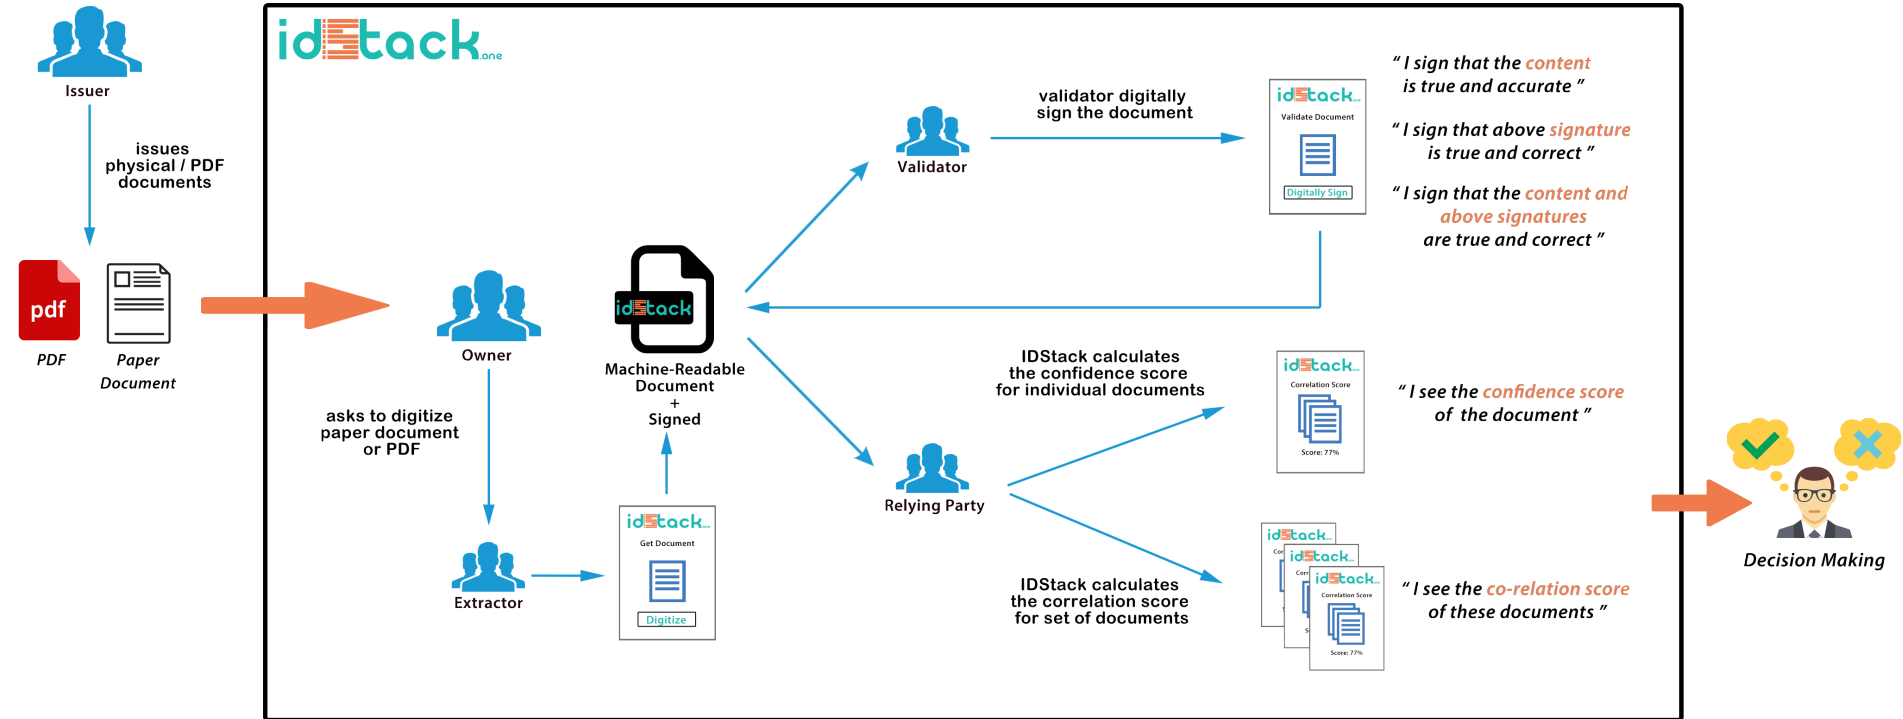 Issuer
issues
physical / PDF
documents
pdf
PDF
Paper
Document
idStack.one
Owner
asks to digitize
paper document
or PDF
Extractor
idStack.one
Get Document
Digitize
idStack
Machine-Readable
Document
+
Signed
Validator
validator digitally
sign the document
idStack.one
Validate Document
Digitally Sign
“ I sign that the content
is true and accurate ”
“ I sign that above signature
is true and correct ”
“ I sign that the content and
above signatures
are true and correct ”
Relying Party
IDStack calculates
the confidence score
for individual documents
idStack.one
Correlation Score
Score: 77%
“ I see the confidence score
of the document ”
IDStack calculates
the correlation score
for set of documents
idStack
Cor
idStack
Corr
S
idStack
Correlation Score
Score: 77%
“ I see the co-relation score
of these documents ”
Decision Making